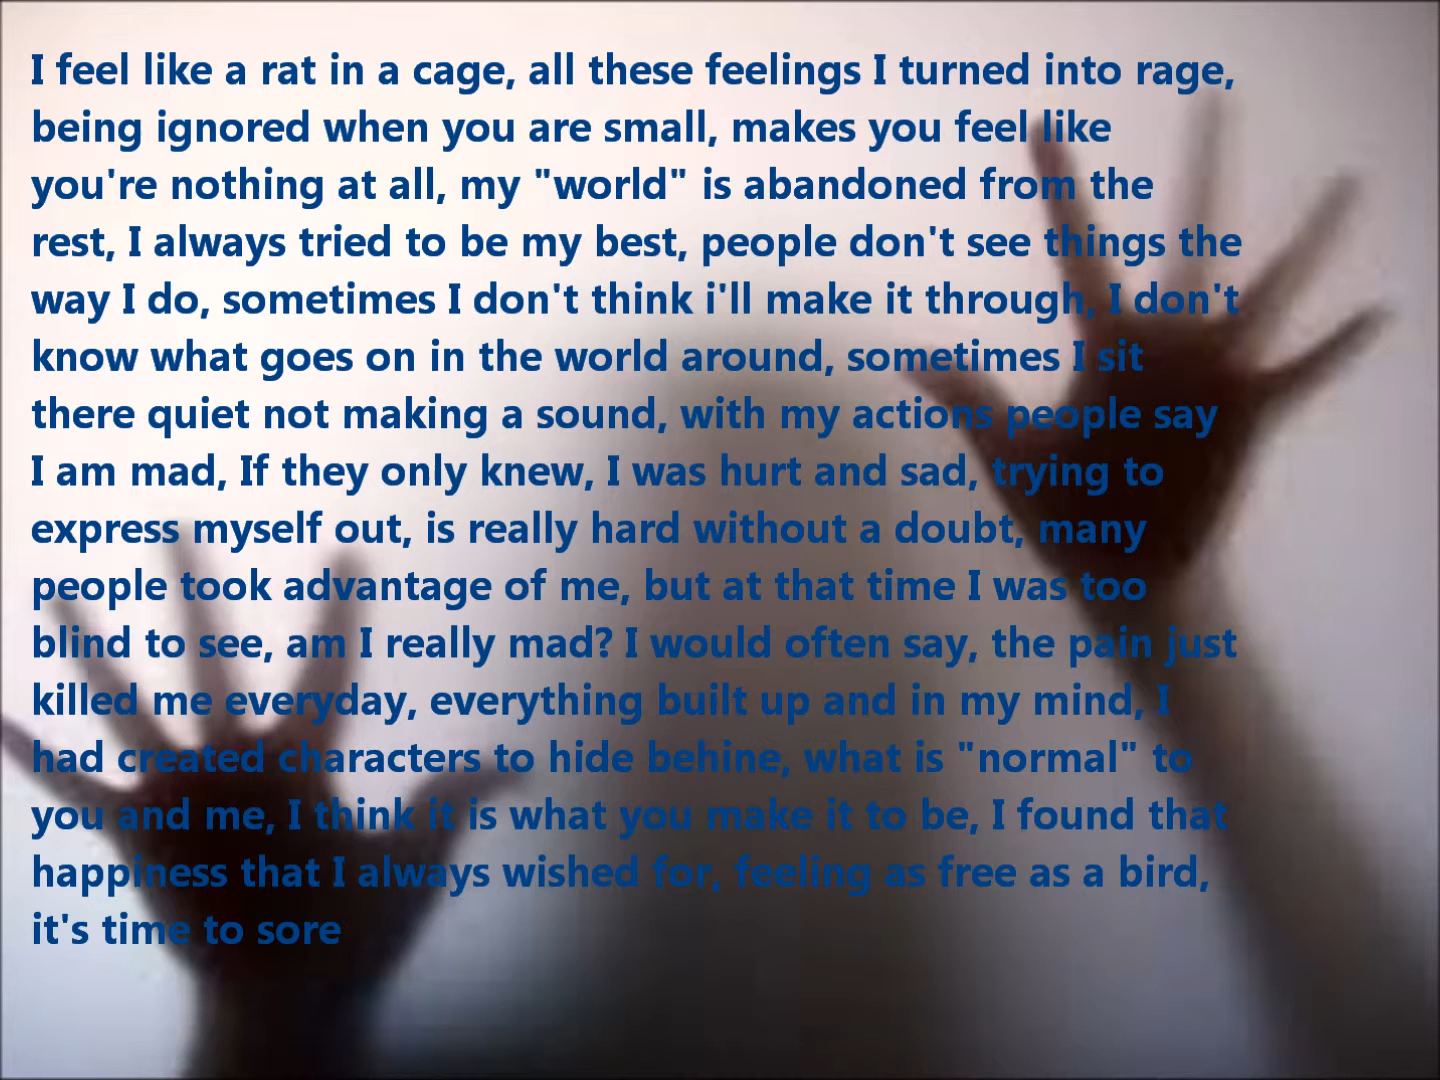 I feel like a rat in a cage, all these feelings I turned into rage,
being ignored when you are small, makes you feel like
you're nothing at all, my "world" is abandoned from the
rest, I always tried to be my best, people don't see things the
way I do, sometimes I don't think i'll make it through, I don't
know what goes on in the world around, sometimes I sit
there quiet not making a sound, with my actions people say
I am mad, If they only knew, I was hurt and sad, trying to
express myself out, is really hard without a doubt, many
people took advantage of me, but at that time I was too
blind to see, am I really mad? I would often say, the pain just
killed me everyday, everything built up and in my mind, I
had created characters to hide behine, what is "normal" to
you and me, I think it is what you make it to be, I found that
happiness that I always wished for, feeling as free as a bird,
it's time to sore